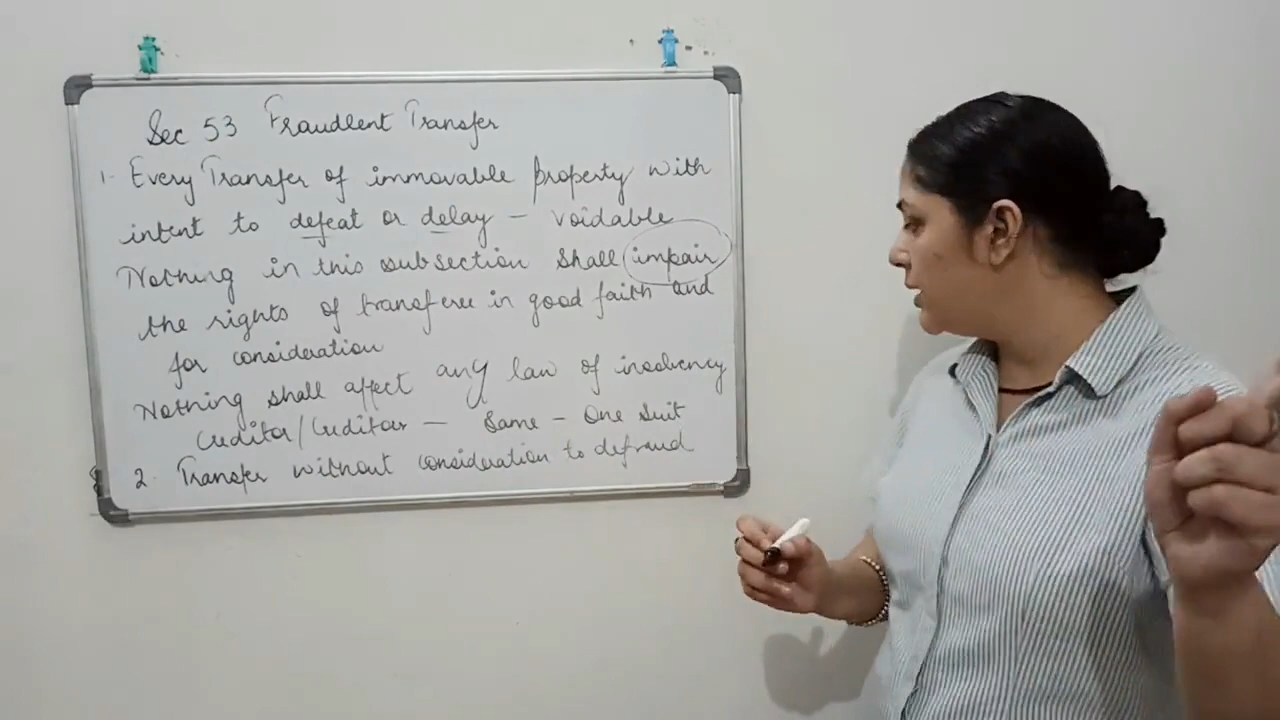 Sec 53 Fraudlent Transfer
1. Every Transfer of immovable property with
intent to defeat or delay - voidable
Nothing in this subsection shall impair
the rights of transferee in good faith and
for consideration
Nothing shall affect any law of insolvency
Creditor/Creditors - Same - One Suit
2. Transfer without consideration to defraud